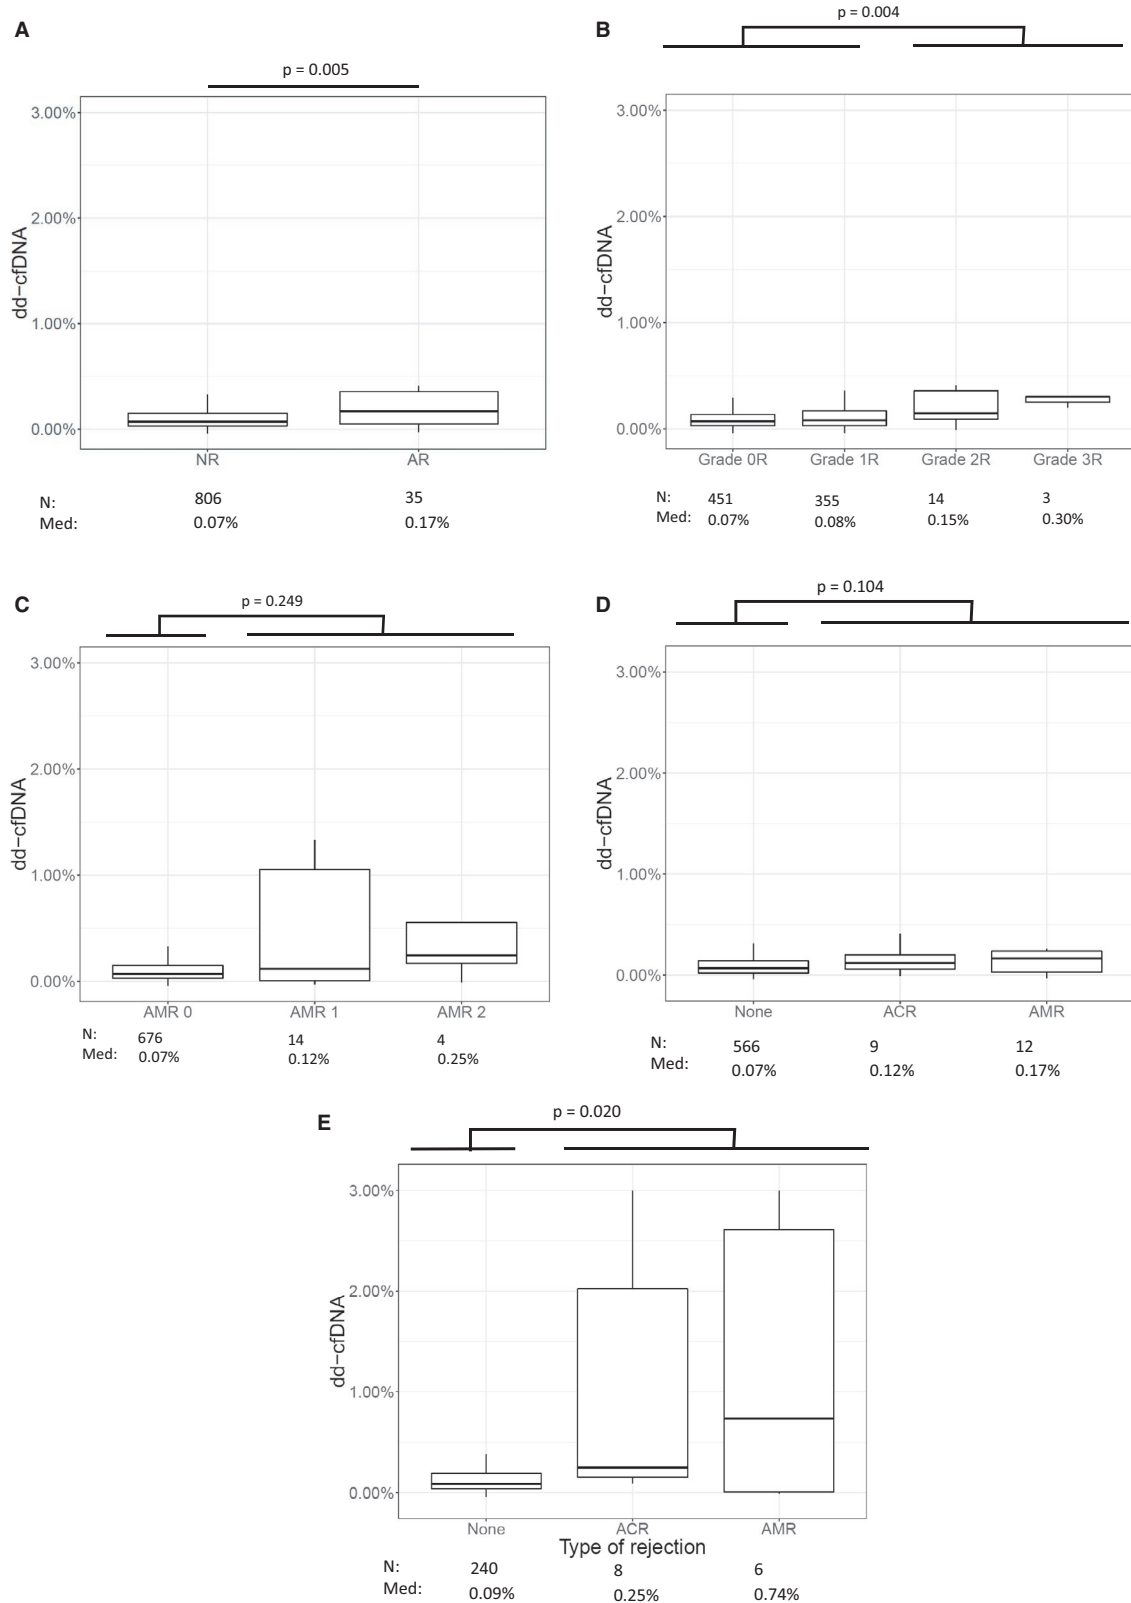 A
p = 0.005
3.00%
2.00%
1.00%
0.00%
dd-cfDNA
NR AR
N: 806 35
Med: 0.07% 0.17%
B
p = 0.004
3.00%
2.00%
1.00%
0.00%
dd-cfDNA
Grade 0R Grade 1R Grade 2R Grade 3R
N: 451 355 14 3
Med: 0.07% 0.08% 0.15% 0.30%
C
p = 0.249
3.00%
2.00%
1.00%
0.00%
dd-cfDNA
AMR 0 AMR 1 AMR 2
N: 676 14 4
Med: 0.07% 0.12% 0.25%
D
p = 0.104
3.00%
2.00%
1.00%
0.00%
dd-cfDNA
None ACR AMR
N: 566 9 12
Med: 0.07% 0.12% 0.17%
E
p = 0.020
3.00%
2.00%
1.00%
0.00%
dd-cfDNA
None ACR AMR
Type of rejection
N: 240 8 6
Med: 0.09% 0.25% 0.74%